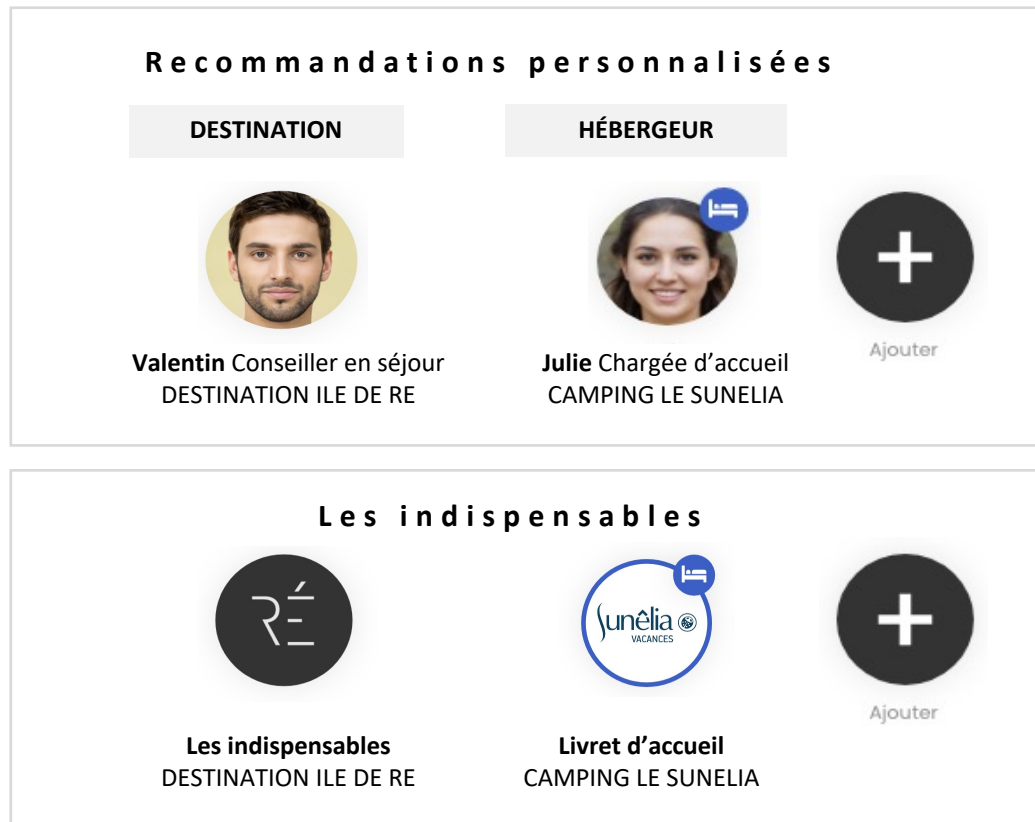 Recommandations personnalisées
DESTINATION
HÉBERGEUR
Valentin Conseiller en séjour
DESTINATION ILE DE RE
Julie Chargée d’accueil
CAMPING LE SUNELIA
Ajouter
Les indispensables
RÉ
Sunêlia
VACANCES
Ajouter
Les indispensables
DESTINATION ILE DE RE
Livret d’accueil
CAMPING LE SUNELIA